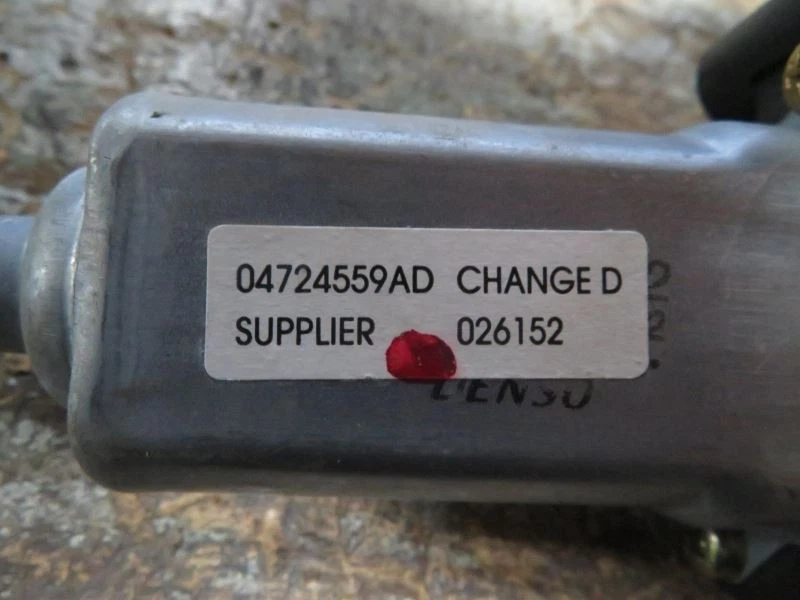 04724559AD CHANGE D
SUPPLIER 026152
DENSO